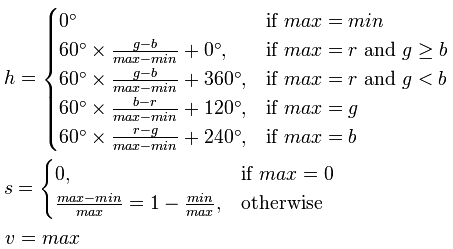 h = { 0° if max = min
60° × (g−b)/(max−min) + 0°, if max = r and g ≥ b
60° × (g−b)/(max−min) + 360°, if max = r and g < b
60° × (b−r)/(max−min) + 120°, if max = g
60° × (r−g)/(max−min) + 240°, if max = b
s = { 0, if max = 0
(max−min)/max = 1 − min/max, otherwise
v = max